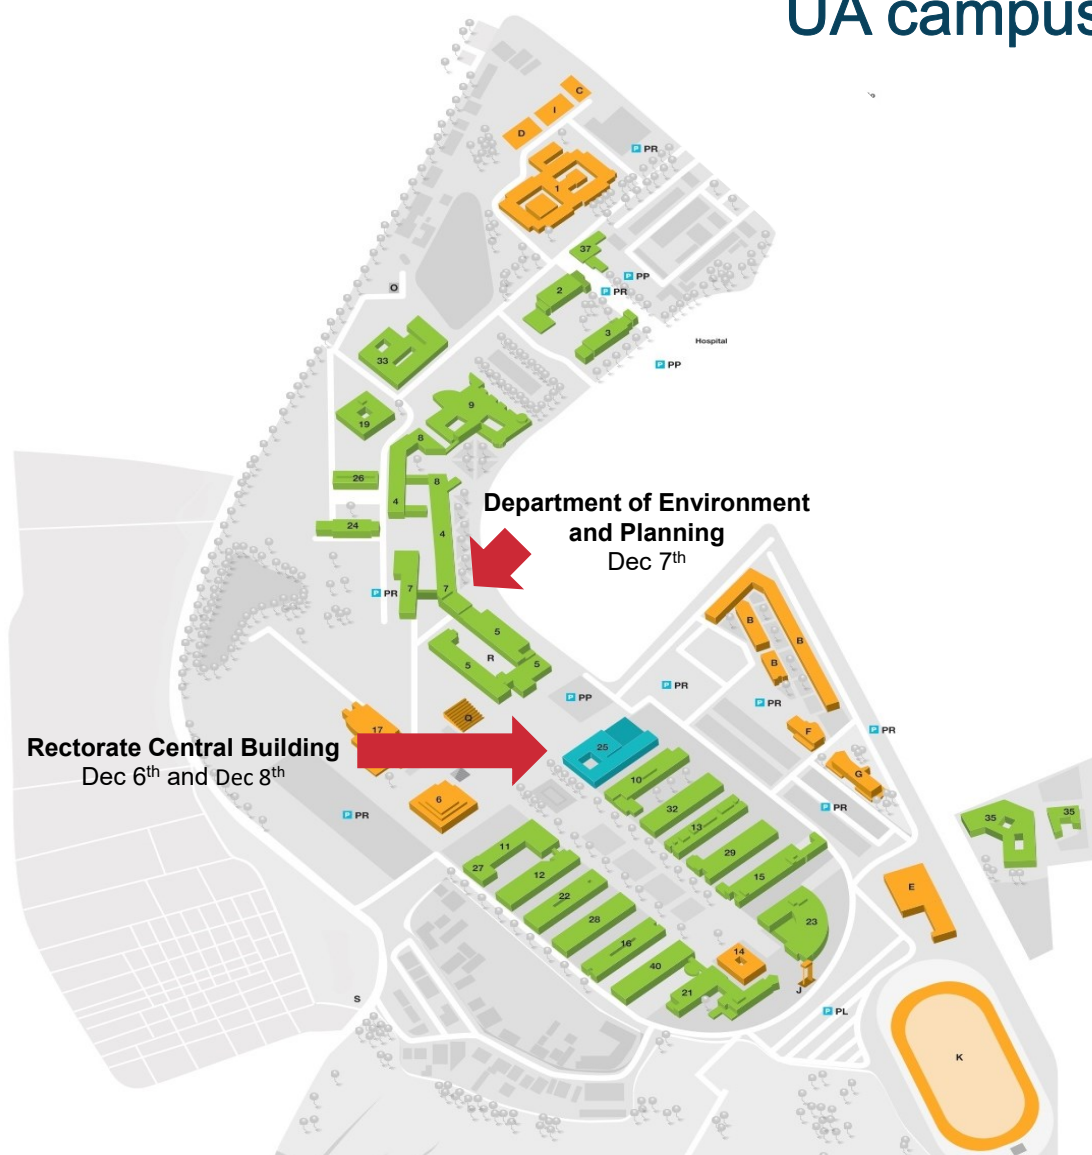 UA campus
C
I
D
P PR
1
37
P PP
O
2
P PR
3
Hospital
33
P PP
9
19
8
26
8
4
Department of Environment
and Planning
Dec 7th
24
4
7
P PR
7
B
B
5
R
5
5
B
P PR
P PP
P PR
Q
17
F
P PR
Rectorate Central Building
Dec 6th and Dec 8th
25
G
10
6
32
P PR
P PR
13
35
35
11
29
27
12
15
E
22
28
23
16
14
40
J
21
S
P PL
K